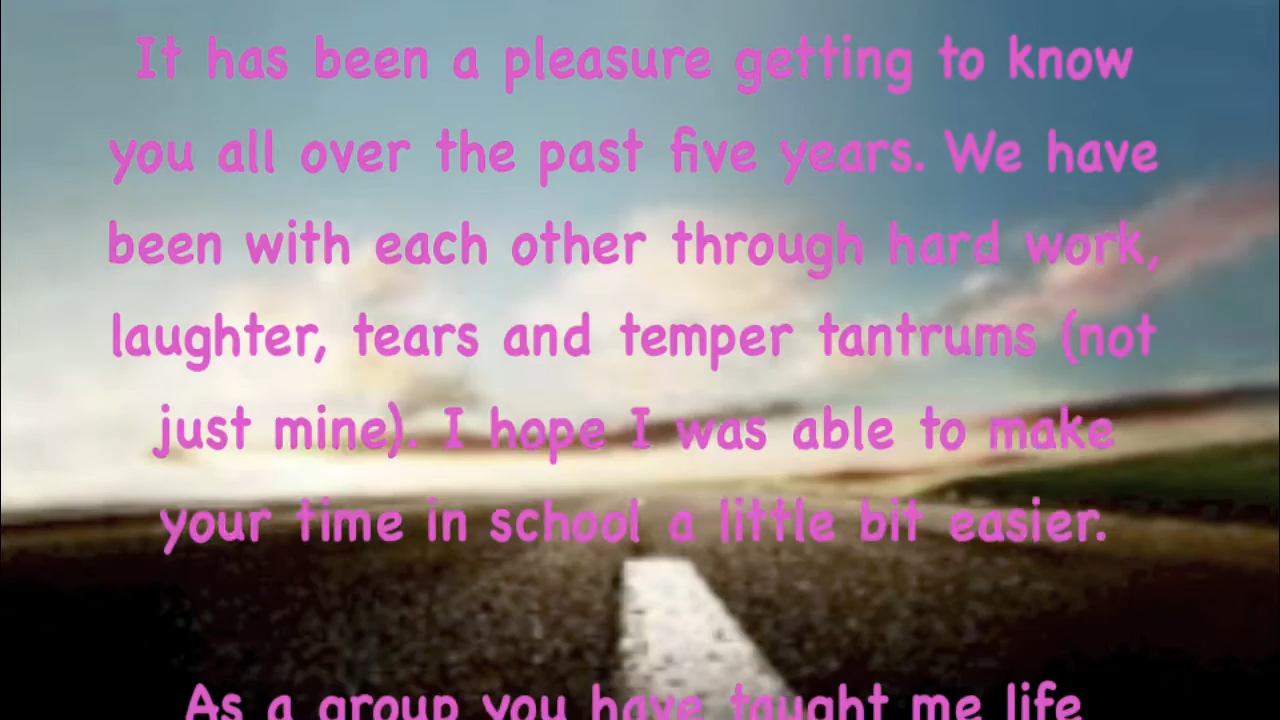 It has been a pleasure getting to know
you all over the past five years. We have
been with each other through hard work,
laughter, tears and temper tantrums (not
just mine). I hope I was able to make
your time in school a little bit easier.
As a group you have taught me life